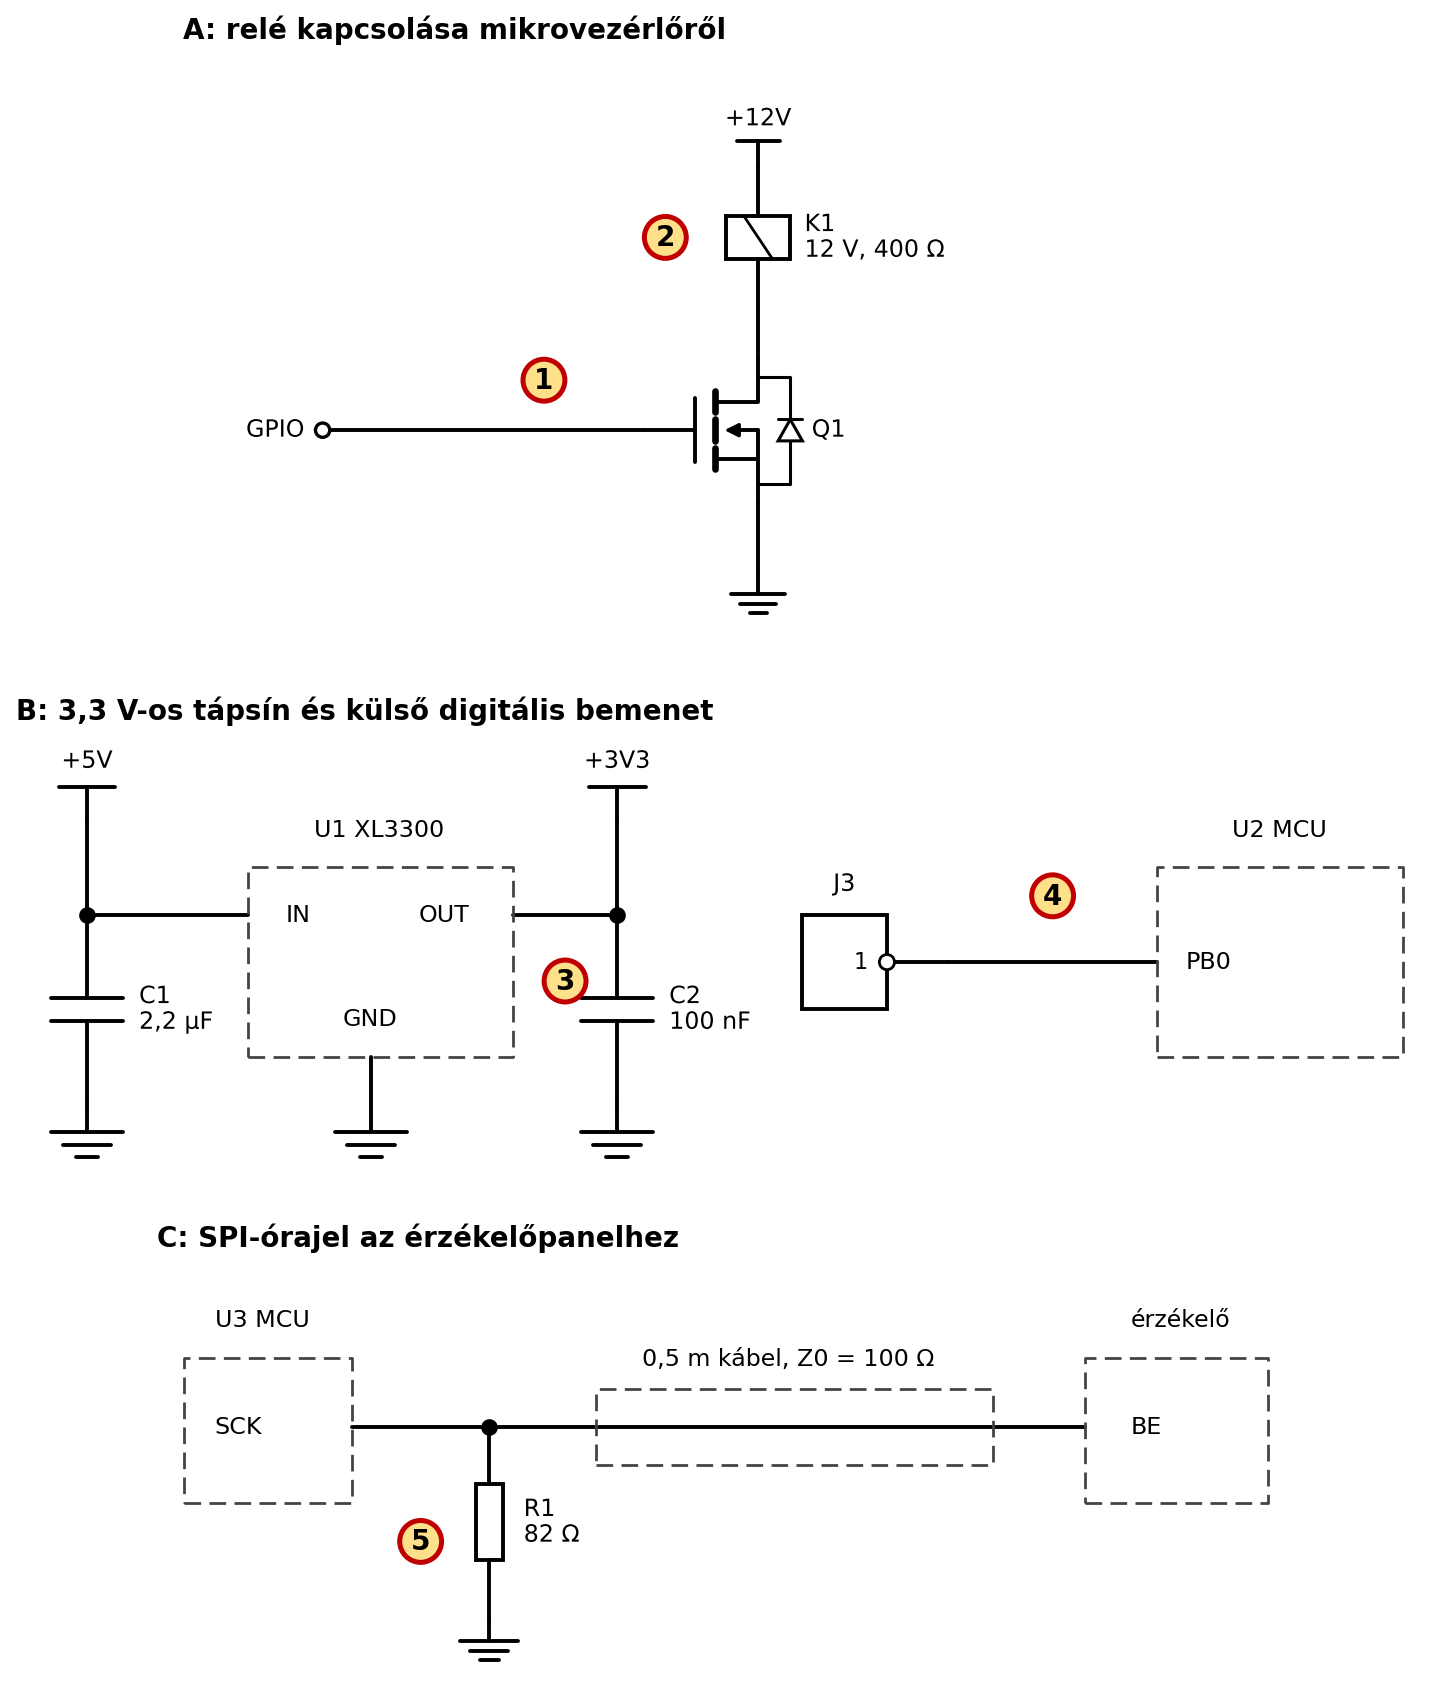 A: relé kapcsolása mikrovezérlőről
+12V
2
K1
12 V, 400 Ω
1
GPIO
Q1
B: 3,3 V-os tápsín és külső digitális bemenet
+5V
+3V3
U1 XL3300
U2 MCU
J3
4
IN
OUT
1
PB0
3
C1
2,2 µF
GND
C2
100 nF
C: SPI-órajel az érzékelőpanelhez
U3 MCU
érzékelő
0,5 m kábel, Z0 = 100 Ω
SCK
BE
R1
82 Ω
5